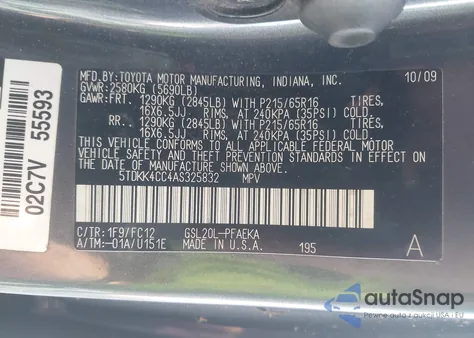 MFD. BY: TOYOTA MOTOR MANUFACTURING, INDIANA, INC. 10/09
GVWR: 2580KG (5690LB)
GAWR: FRT. 1290KG (2845LB) WITH P215/65R16 TIRES,
16X6.5JJ RIMS, AT 240KPA (35PSI) COLD.
RR. 1290KG (2845LB) WITH P215/65R16 TIRES,
16X6.5JJ RIMS, AT 240KPA (35PSI) COLD.
THIS VEHICLE CONFORMS TO ALL APPLICABLE FEDERAL MOTOR
VEHICLE SAFETY STANDARDS IN EFFECT ON THE DATE OF
MANUFACTURE SHOWN ABOVE.
5TDKK4CC4AS325832 MPV
C/TR: 1F9/FC12 GSL20L-PFAEKA
A/TM: -01A/U151E MADE IN U.S.A. 195 A
02C7V 55593
autoSnap
Pewne auto / aukcji USA